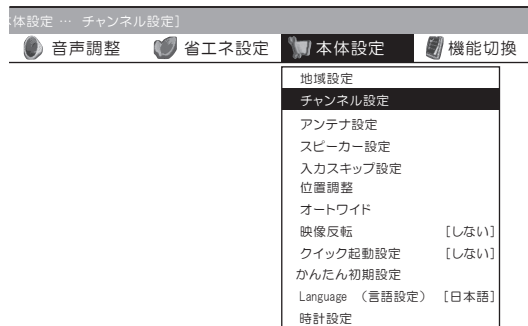 体設定 … チャンネル設定]
音声調整 省エネ設定 本体設定 機能切換
地域設定
チャンネル設定
アンテナ設定
スピーカー設定
入力スキップ設定
位置調整
オートワイド
映像反転 [しない]
クイック起動設定 [しない]
かんたん初期設定
Language （言語設定） [日本語]
時計設定